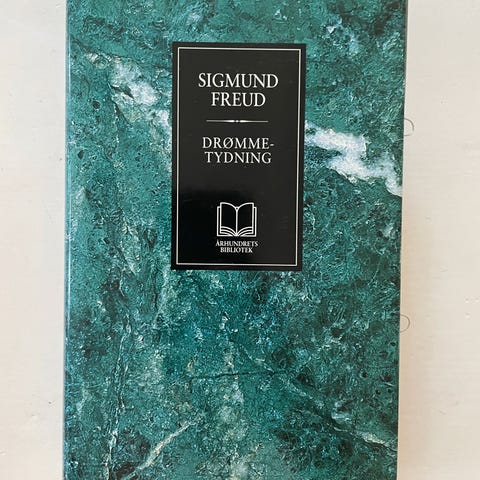 SIGMUND
FREUD
DRØMME-
TYDNING
ÅRHUNDRETS
BIBLIOTEK